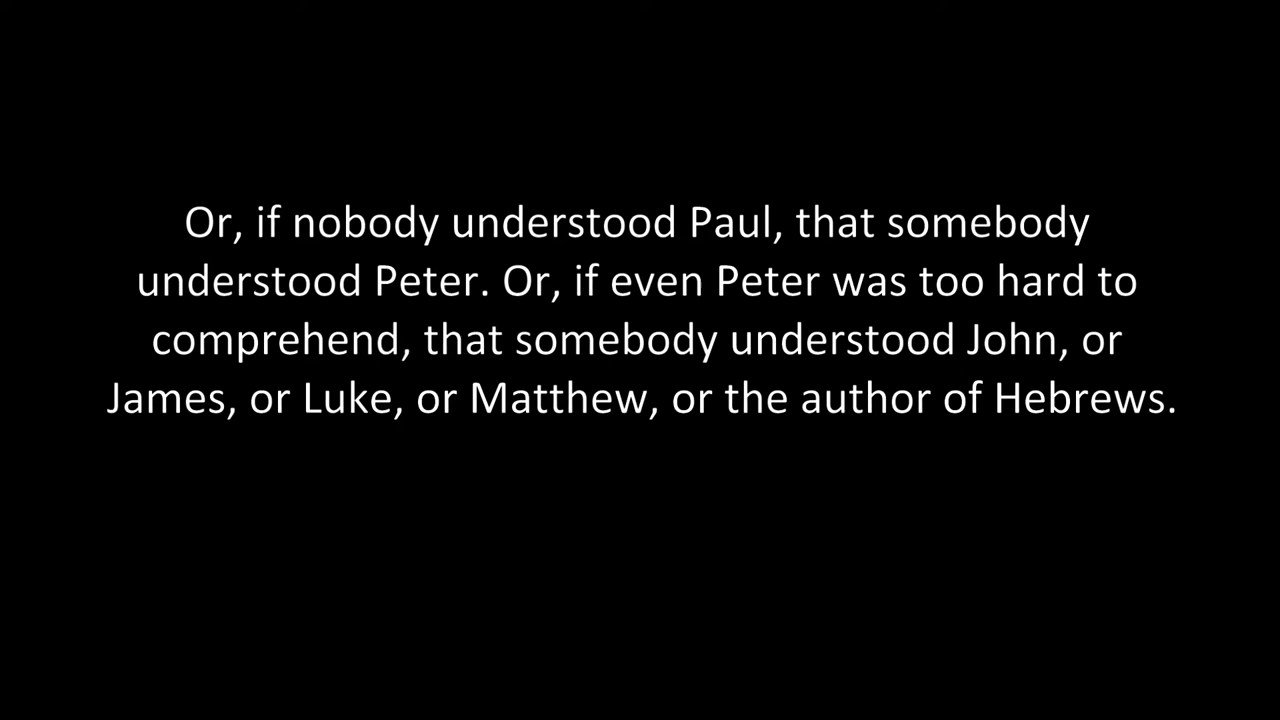 Or, if nobody understood Paul, that somebody
understood Peter. Or, if even Peter was too hard to
comprehend, that somebody understood John, or
James, or Luke, or Matthew, or the author of Hebrews.